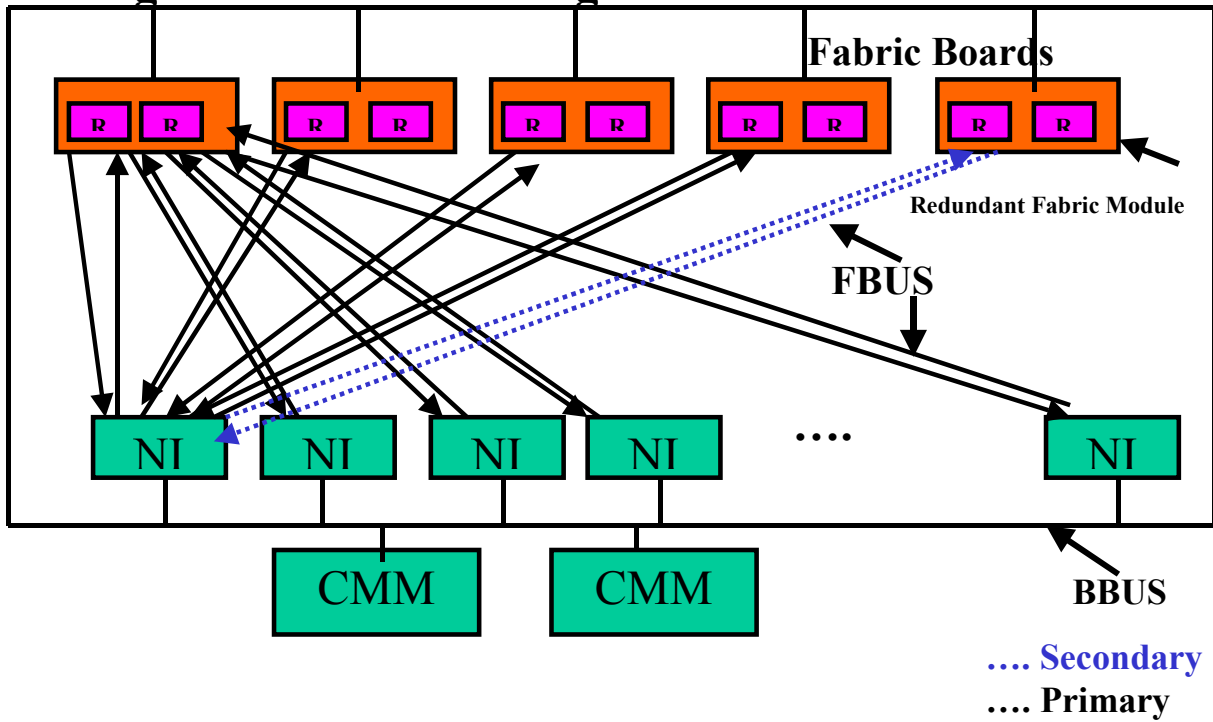 Fabric Boards
R R R R R R R R R R
Redundant Fabric Module
FBUS
NI NI NI NI .... NI
CMM CMM
BBUS
.... Secondary
.... Primary